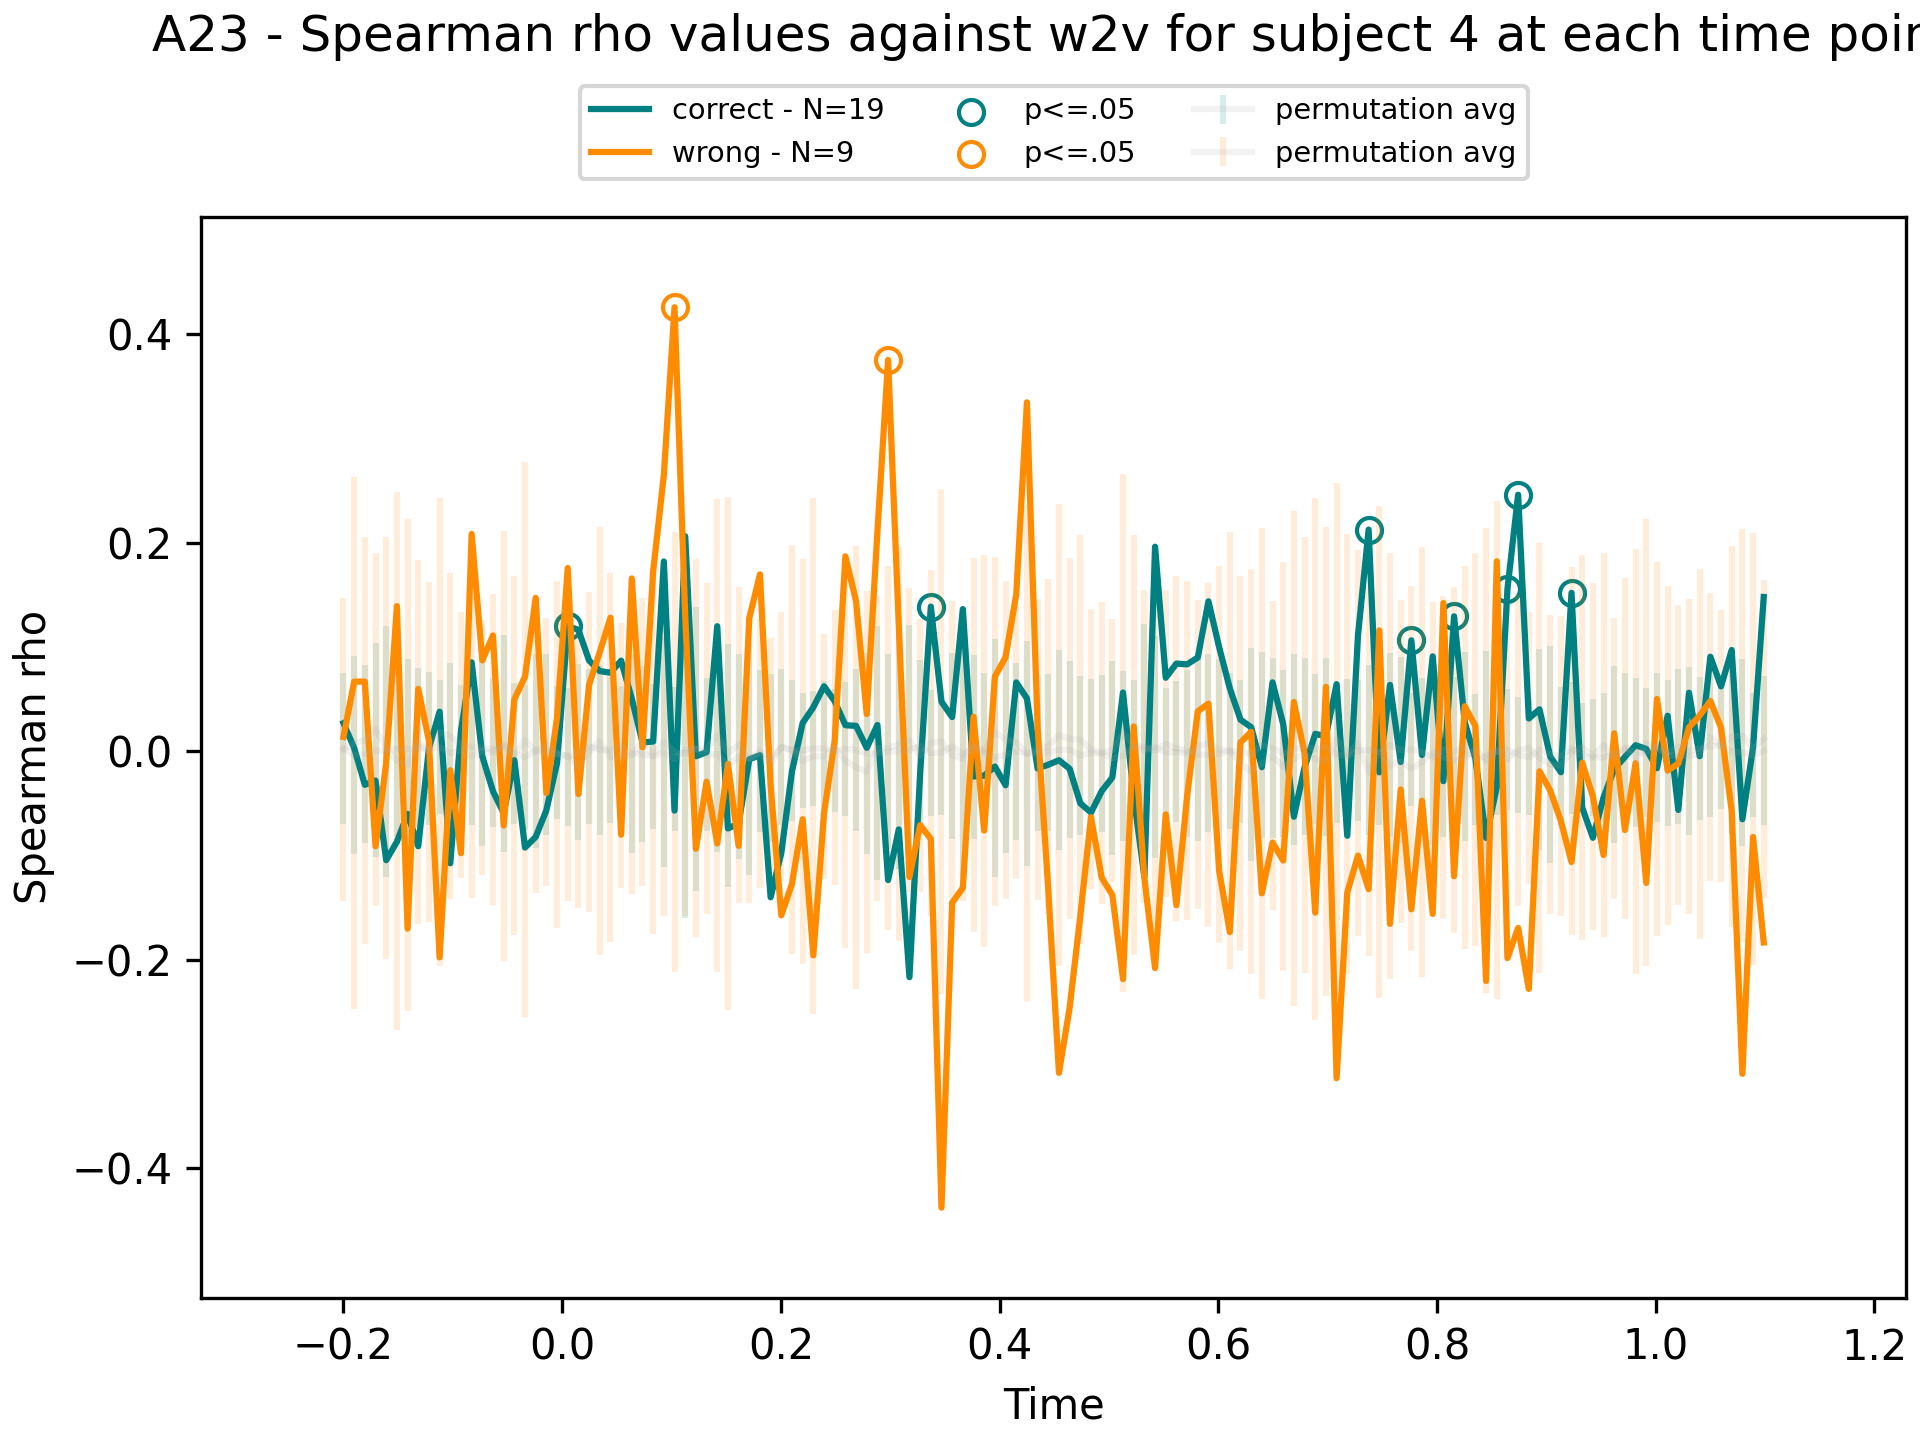 A23 - Spearman rho values against w2v for subject 4 at each time poin
correct - N=19
wrong - N=9
p<=.05
p<=.05
permutation avg
permutation avg
Spearman rho
0.4
0.2
0.0
−0.2
−0.4
−0.2 0.0 0.2 0.4 0.6 0.8 1.0 1.2
Time